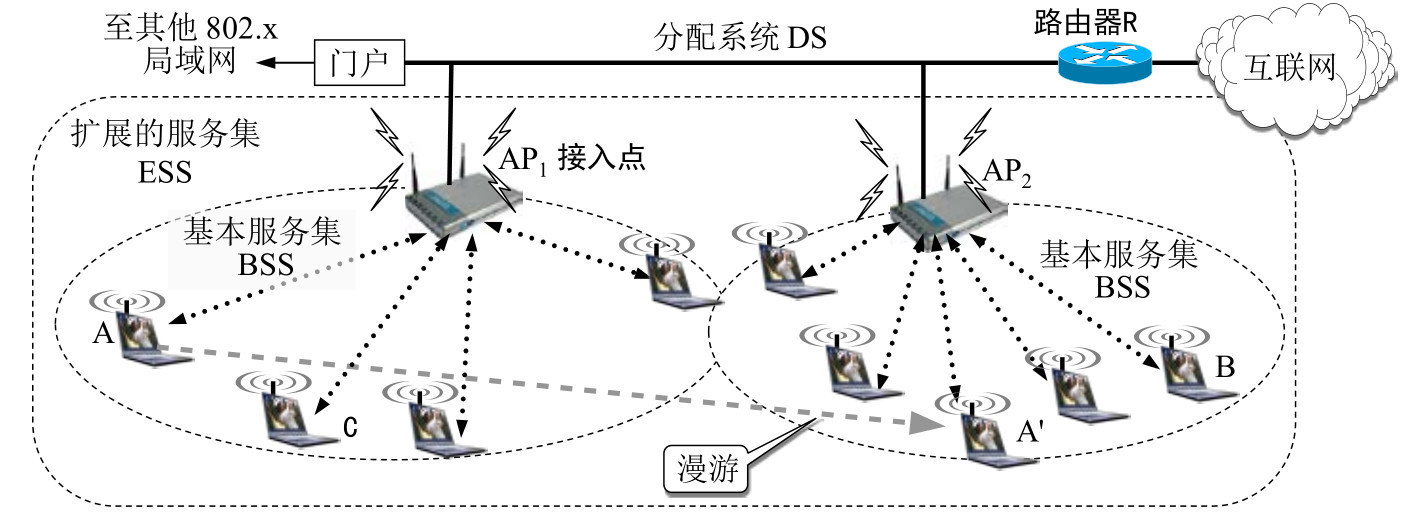 至其他 802.x
局域网
门户
分配系统 DS
路由器R
互联网
扩展的服务集
ESS
AP1 接入点
AP2
基本服务集
BSS
基本服务集
BSS
A
B
C
A'
漫游